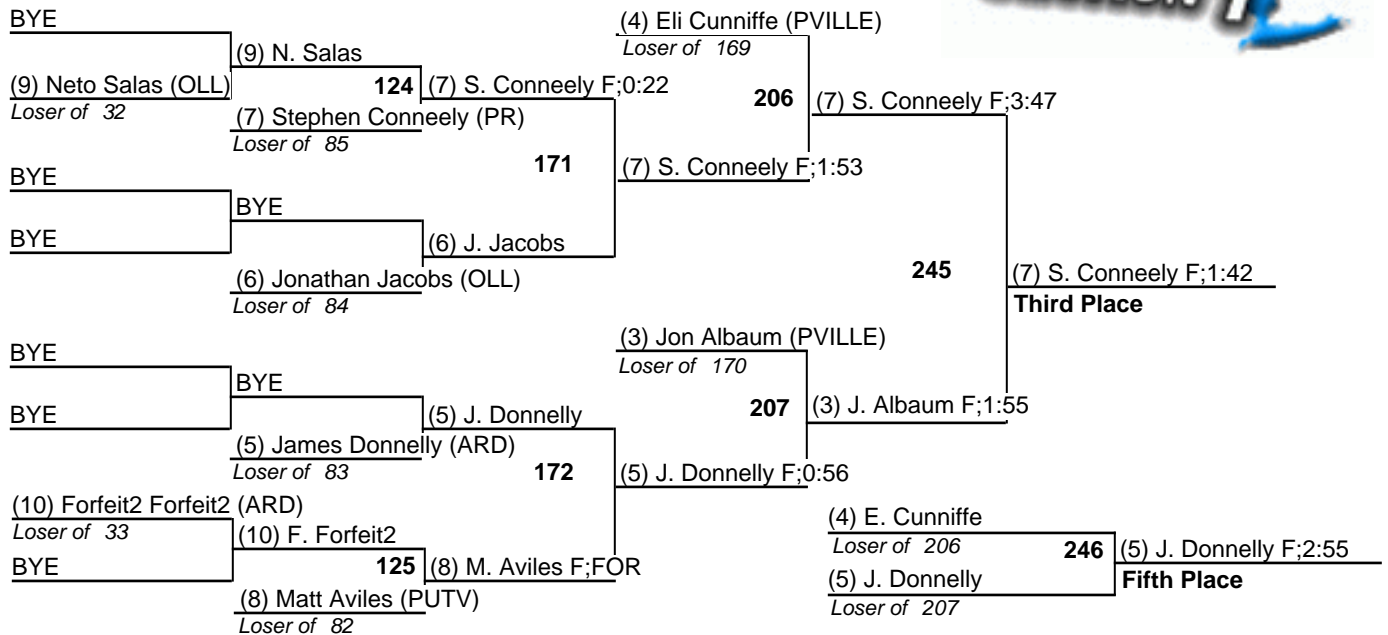 BYE
(9) N. Salas
(9) Neto Salas (OLL)
Loser of 32
124
(7) S. Conneely F;0:22
(7) Stephen Conneely (PR)
Loser of 85
171
(7) S. Conneely F;1:53
BYE
BYE
BYE
(6) J. Jacobs
(6) Jonathan Jacobs (OLL)
Loser of 84
(4) Eli Cunniffe (PVILLE)
Loser of 169
206
(7) S. Conneely F;3:47
245
(7) S. Conneely F;1:42
Third Place
BYE
BYE
BYE
(5) J. Donnelly
(5) James Donnelly (ARD)
Loser of 83
172
(5) J. Donnelly F;0:56
(10) Forfeit2 Forfeit2 (ARD)
Loser of 33
(10) F. Forfeit2
BYE
125
(8) M. Aviles F;FOR
(8) Matt Aviles (PUTV)
Loser of 82
(3) Jon Albaum (PVILLE)
Loser of 170
207
(3) J. Albaum F;1:55
(4) E. Cunniffe
Loser of 206
246
(5) J. Donnelly F;2:55
(5) J. Donnelly
Fifth Place
Loser of 207